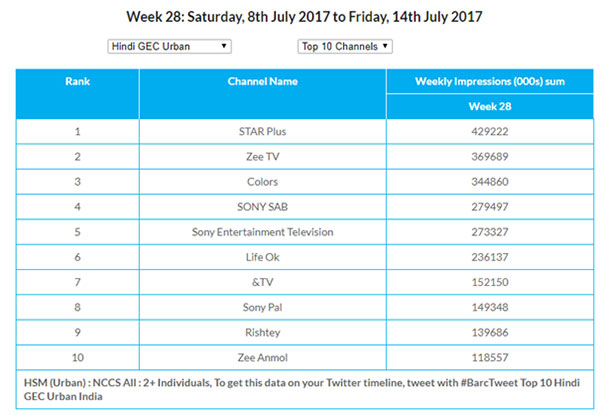 Week 28: Saturday, 8th July 2017 to Friday, 14th July 2017
Hindi GEC Urban Top 10 Channels
Rank Channel Name Weekly Impressions (000s) sum
Week 28
1 STAR Plus 429222
2 Zee TV 369689
3 Colors 344860
4 SONY SAB 279497
5 Sony Entertainment Television 273327
6 Life Ok 236137
7 &TV 152150
8 Sony Pal 149348
9 Rishtey 139686
10 Zee Anmol 118557
HSM (Urban) : NCCS All : 2+ Individuals, To get this data on your Twitter timeline, tweet with #BarcTweet Top 10 Hindi
GEC Urban India